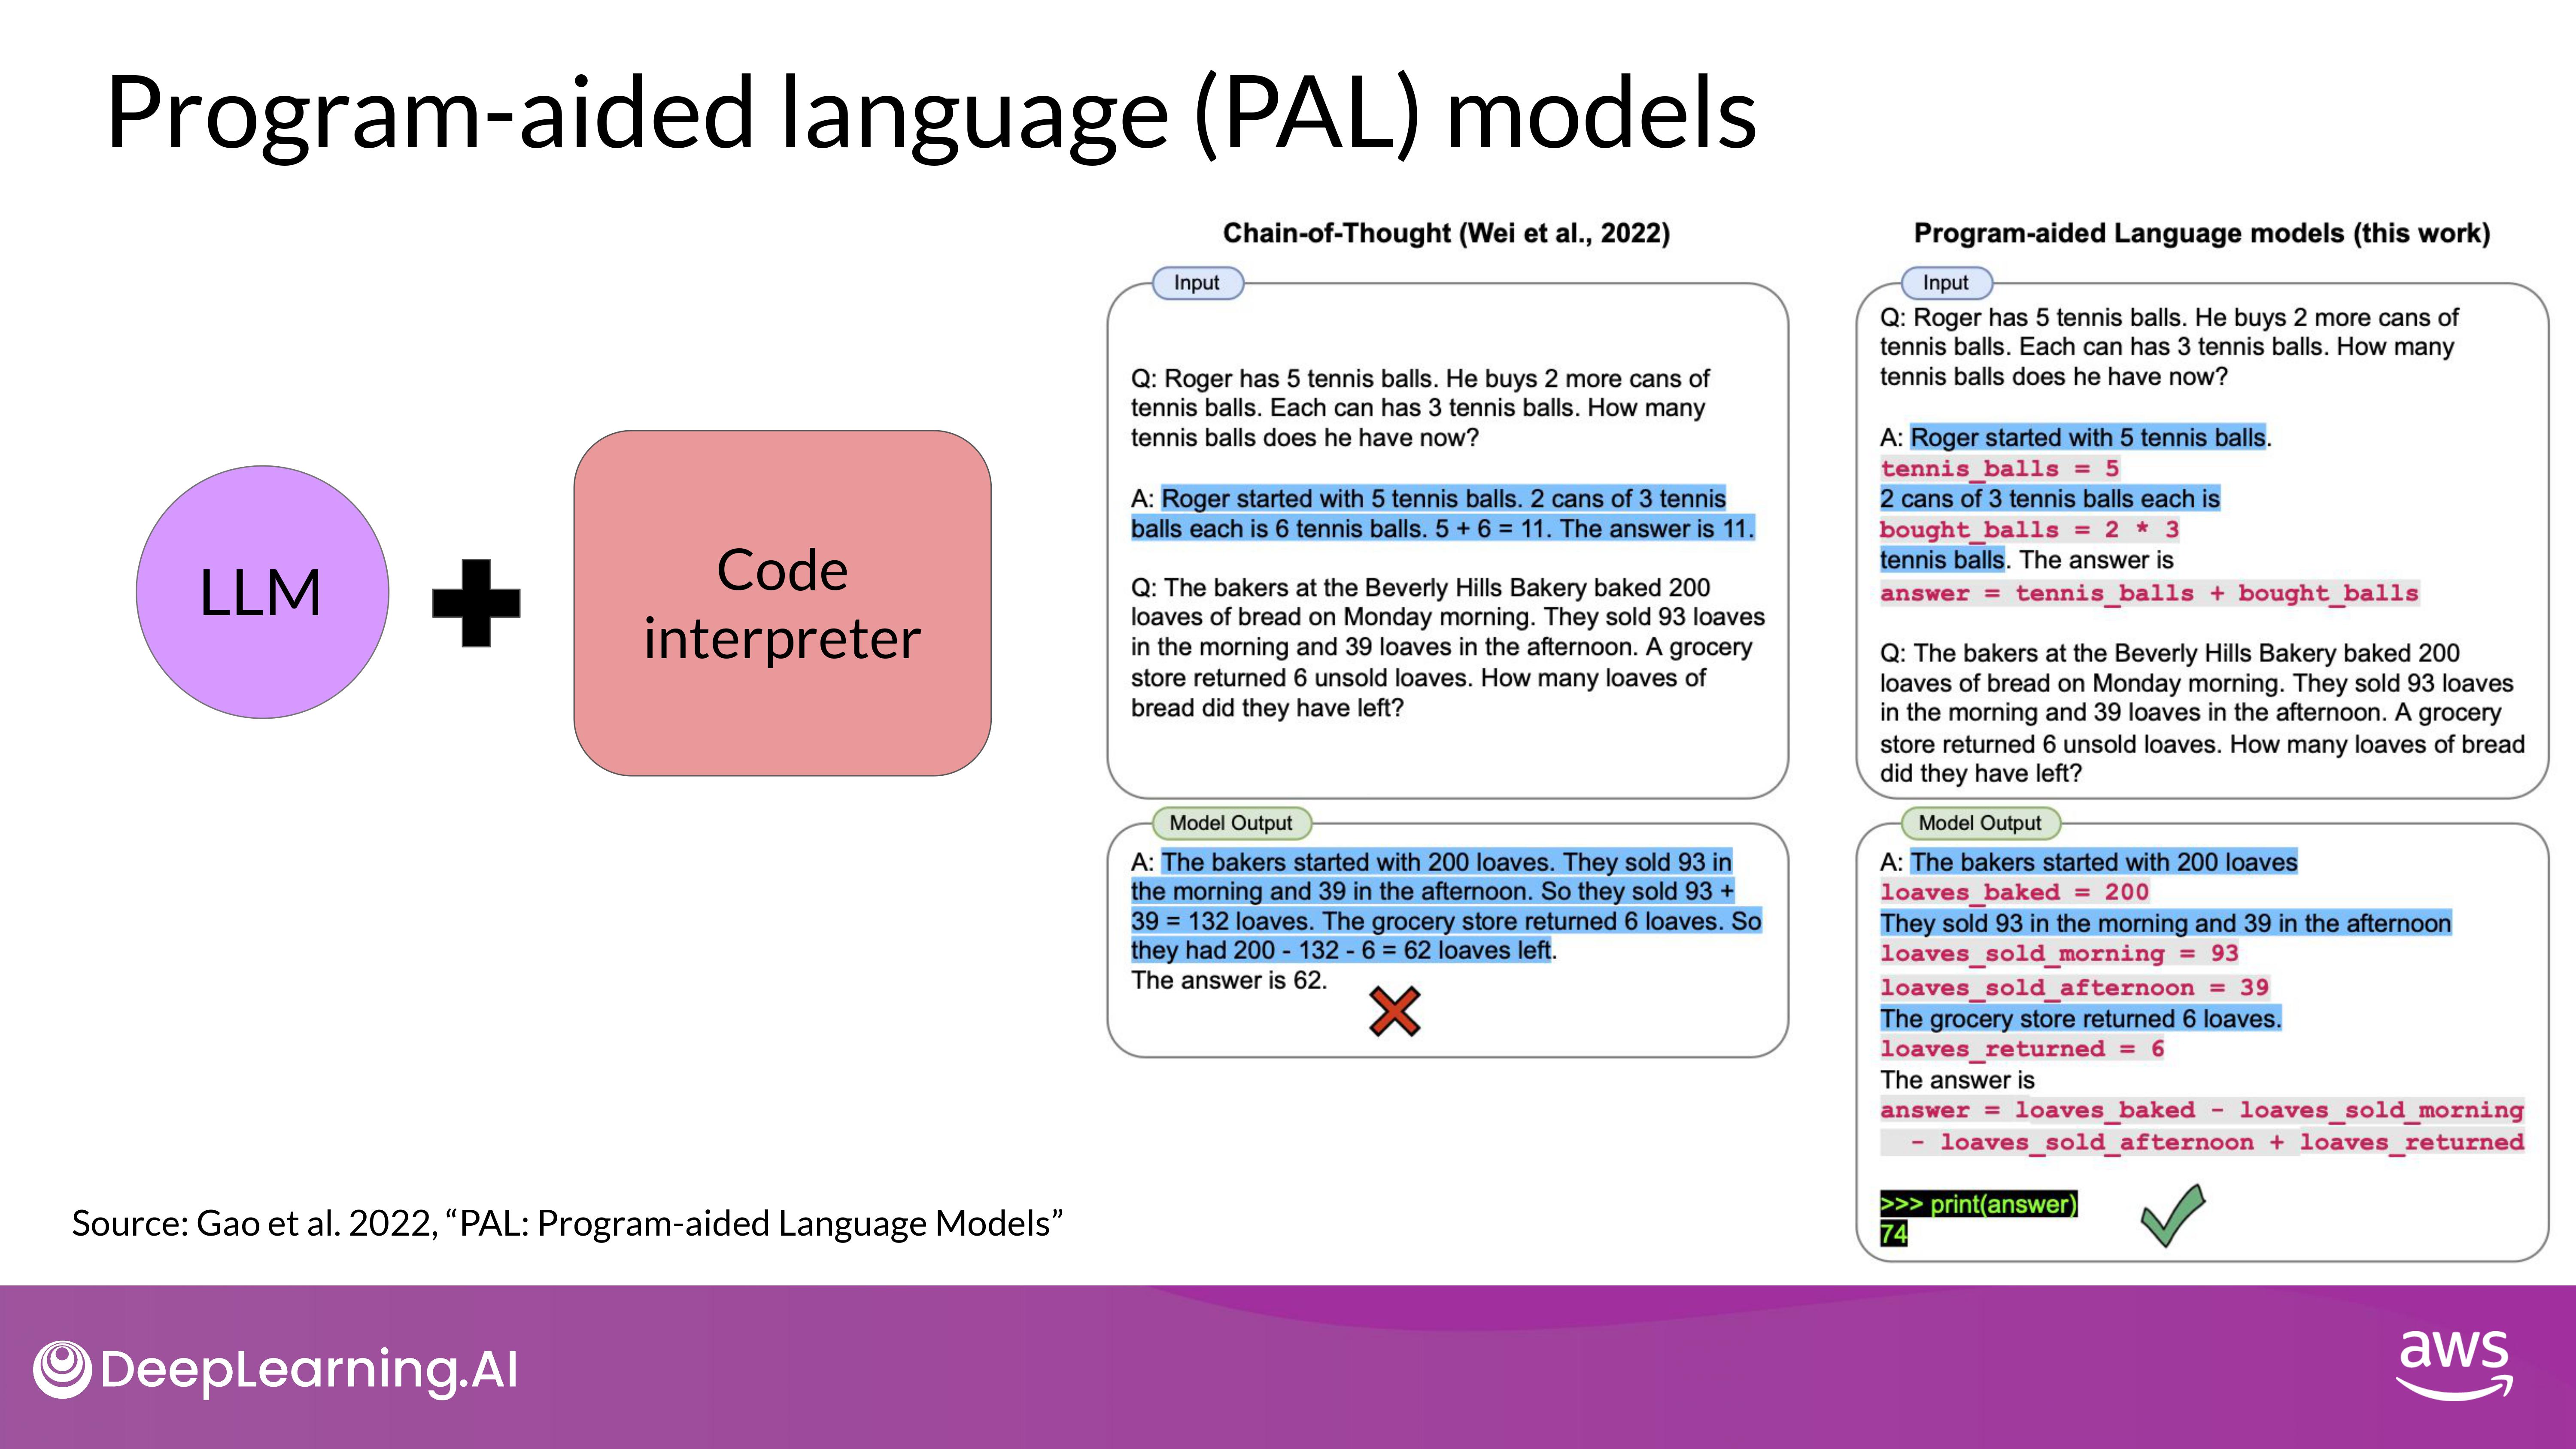 Program-aided language (PAL) models
LLM
Code
interpreter
Chain-of-Thought (Wei et al., 2022)
Input
Q: Roger has 5 tennis balls. He buys 2 more cans of
tennis balls. Each can has 3 tennis balls. How many
tennis balls does he have now?
A: Roger started with 5 tennis balls. 2 cans of 3 tennis
balls each is 6 tennis balls. 5 + 6 = 11. The answer is 11.
Q: The bakers at the Beverly Hills Bakery baked 200
loaves of bread on Monday morning. They sold 93 loaves
in the morning and 39 loaves in the afternoon. A grocery
store returned 6 unsold loaves. How many loaves of
bread did they have left?
Model Output
A: The bakers started with 200 loaves. They sold 93 in
the morning and 39 in the afternoon. So they sold 93 +
39 = 132 loaves. The grocery store returned 6 loaves. So
they had 200 - 132 - 6 = 62 loaves left.
The answer is 62.
Program-aided Language models (this work)
Input
Q: Roger has 5 tennis balls. He buys 2 more cans of
tennis balls. Each can has 3 tennis balls. How many
tennis balls does he have now?
A: Roger started with 5 tennis balls.
tennis_balls = 5
2 cans of 3 tennis balls each is
bought_balls = 2 * 3
tennis balls. The answer is
answer = tennis_balls + bought_balls
Q: The bakers at the Beverly Hills Bakery baked 200
loaves of bread on Monday morning. They sold 93 loaves
in the morning and 39 loaves in the afternoon. A grocery
store returned 6 unsold loaves. How many loaves of bread
did they have left?
Model Output
A: The bakers started with 200 loaves
loaves_baked = 200
They sold 93 in the morning and 39 in the afternoon
loaves_sold_morning = 93
loaves_sold_afternoon = 39
The grocery store returned 6 loaves.
loaves_returned = 6
The answer is
answer = loaves_baked - loaves_sold_morning
- loaves_sold_afternoon + loaves_returned
>>> print(answer)
74
Source: Gao et al. 2022, “PAL: Program-aided Language Models”
DeepLearning.AI
aws